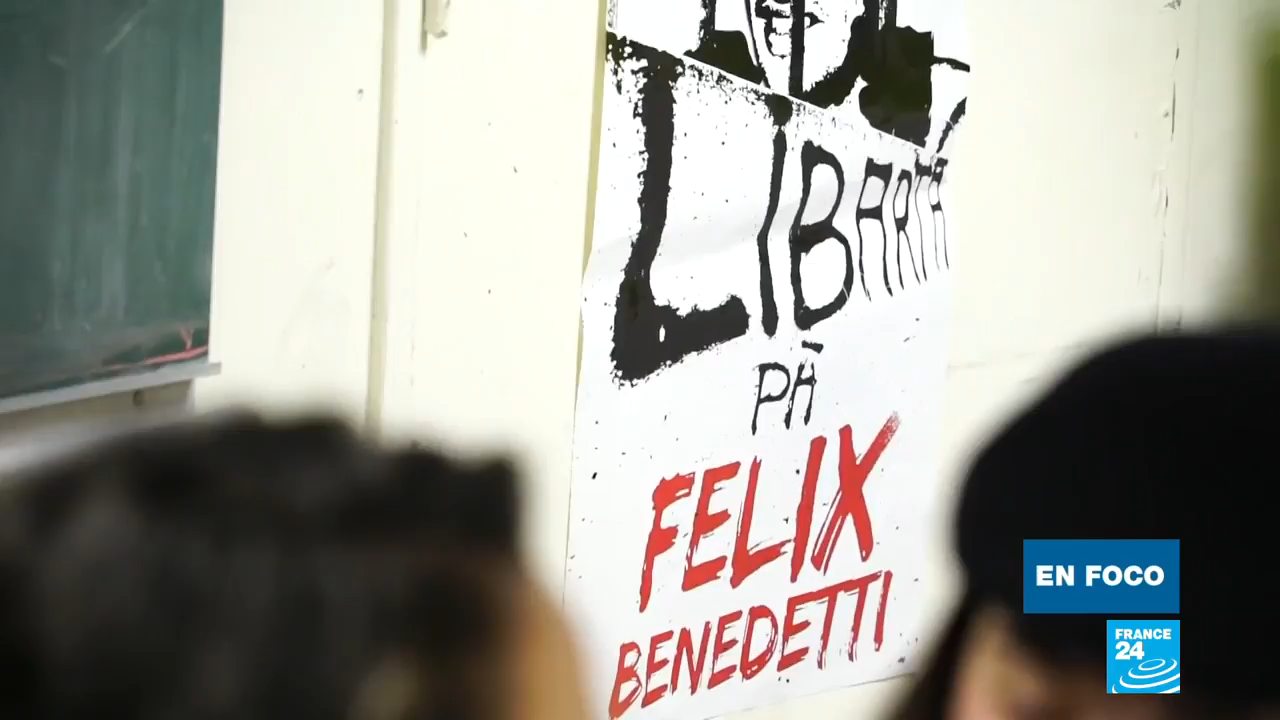 LIBARTÀ
PÀ
FELIX
BENEDETTI
EN FOCO
FRANCE
24